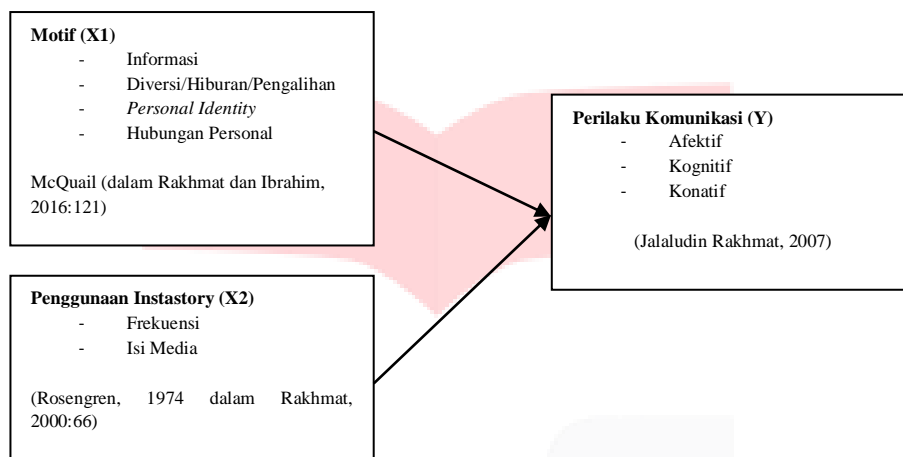 Motif (X1)
- Informasi
- Diversi/Hiburan/Pengalihan
- Personal Identity
- Hubungan Personal
McQuail (dalam Rakhmat dan Ibrahim,
2016:121)
Perilaku Komunikasi (Y)
- Afektif
- Kognitif
- Konatif
(Jalaludin Rakhmat, 2007)
Penggunaan Instastory (X2)
- Frekuensi
- Isi Media
(Rosengren, 1974 dalam Rakhmat,
2000:66)